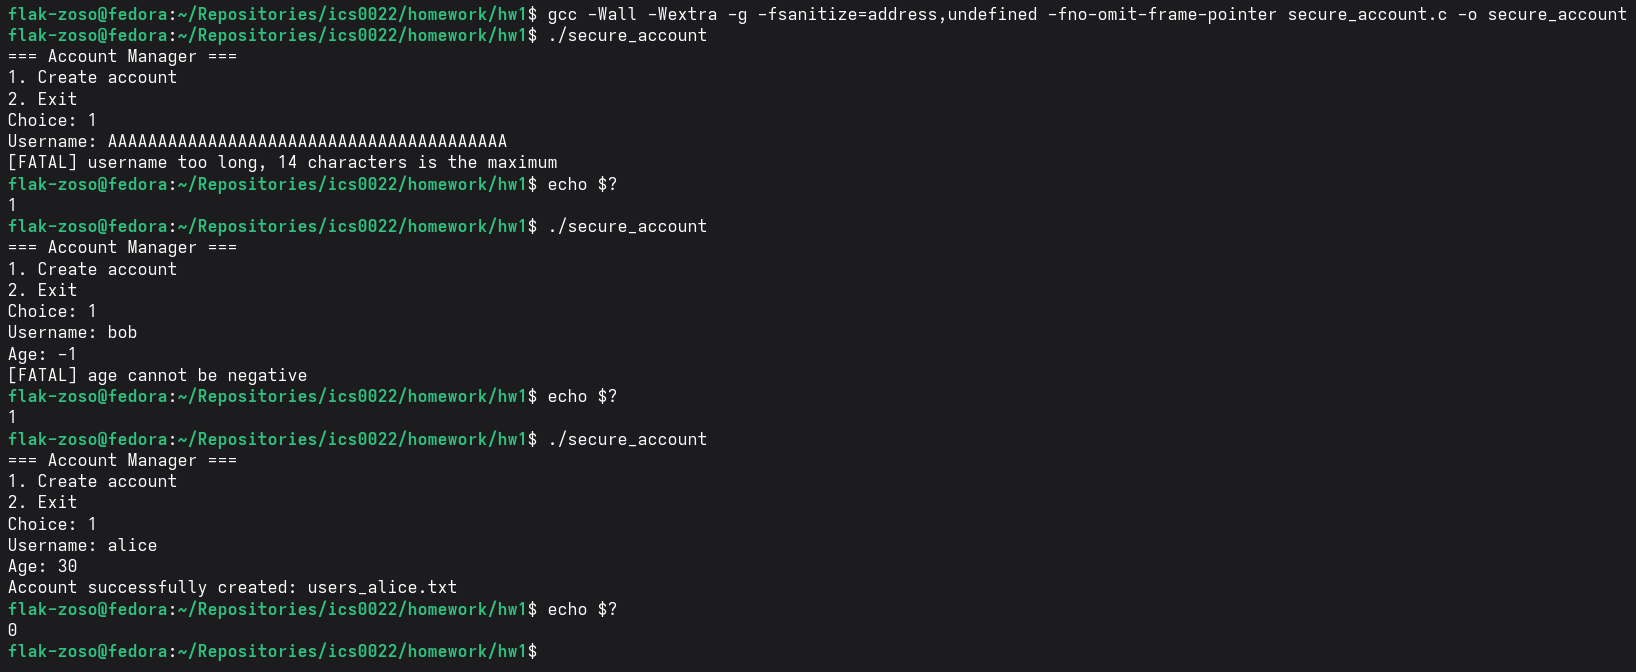 flak-zoso@fedora:~/Repositories/ics0022/homework/hw1$ gcc -Wall -Wextra -g -fsanitize=address,undefined -fno-omit-frame-pointer secure_account.c -o secure_account
flak-zoso@fedora:~/Repositories/ics0022/homework/hw1$ ./secure_account
=== Account Manager ===
1. Create account
2. Exit
Choice: 1
Username: AAAAAAAAAAAAAAAAAAAAAAAAAAAAAAAAAAAAAAAA
[FATAL] username too long, 14 characters is the maximum
flak-zoso@fedora:~/Repositories/ics0022/homework/hw1$ echo $?
1
flak-zoso@fedora:~/Repositories/ics0022/homework/hw1$ ./secure_account
=== Account Manager ===
1. Create account
2. Exit
Choice: 1
Username: bob
Age: -1
[FATAL] age cannot be negative
flak-zoso@fedora:~/Repositories/ics0022/homework/hw1$ echo $?
1
flak-zoso@fedora:~/Repositories/ics0022/homework/hw1$ ./secure_account
=== Account Manager ===
1. Create account
2. Exit
Choice: 1
Username: alice
Age: 30
Account successfully created: users_alice.txt
flak-zoso@fedora:~/Repositories/ics0022/homework/hw1$ echo $?
0
flak-zoso@fedora:~/Repositories/ics0022/homework/hw1$